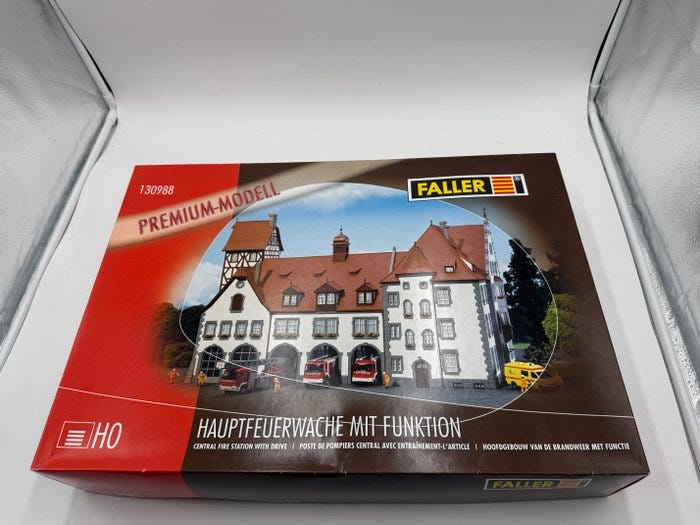 130988
PREMIUM-MODELL
FALLER
H0
HAUPTFEUERWACHE MIT FUNKTION
CENTRAL FIRE STATION WITH DRIVE | POSTE DE POMPIERS CENTRAL AVEC ENTRAÎNEMENT-L'ARTICLE | HOOFDGEBOUW VAN DE BRANDWEER MET FUNCTIE
FALLER